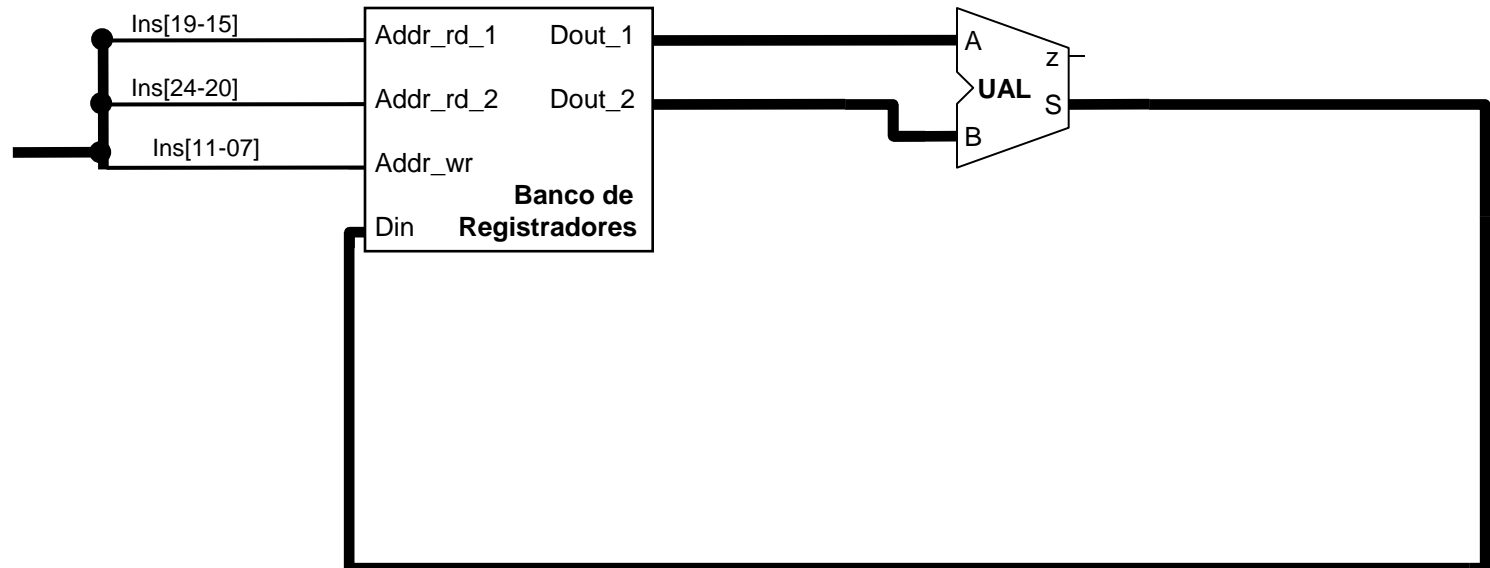 Ins[19-15]
Addr_rd_1
Dout_1
A
z
Ins[24-20]
Addr_rd_2
Dout_2
UAL
S
B
Ins[11-07]
Addr_wr
Banco de
Din
Registradores